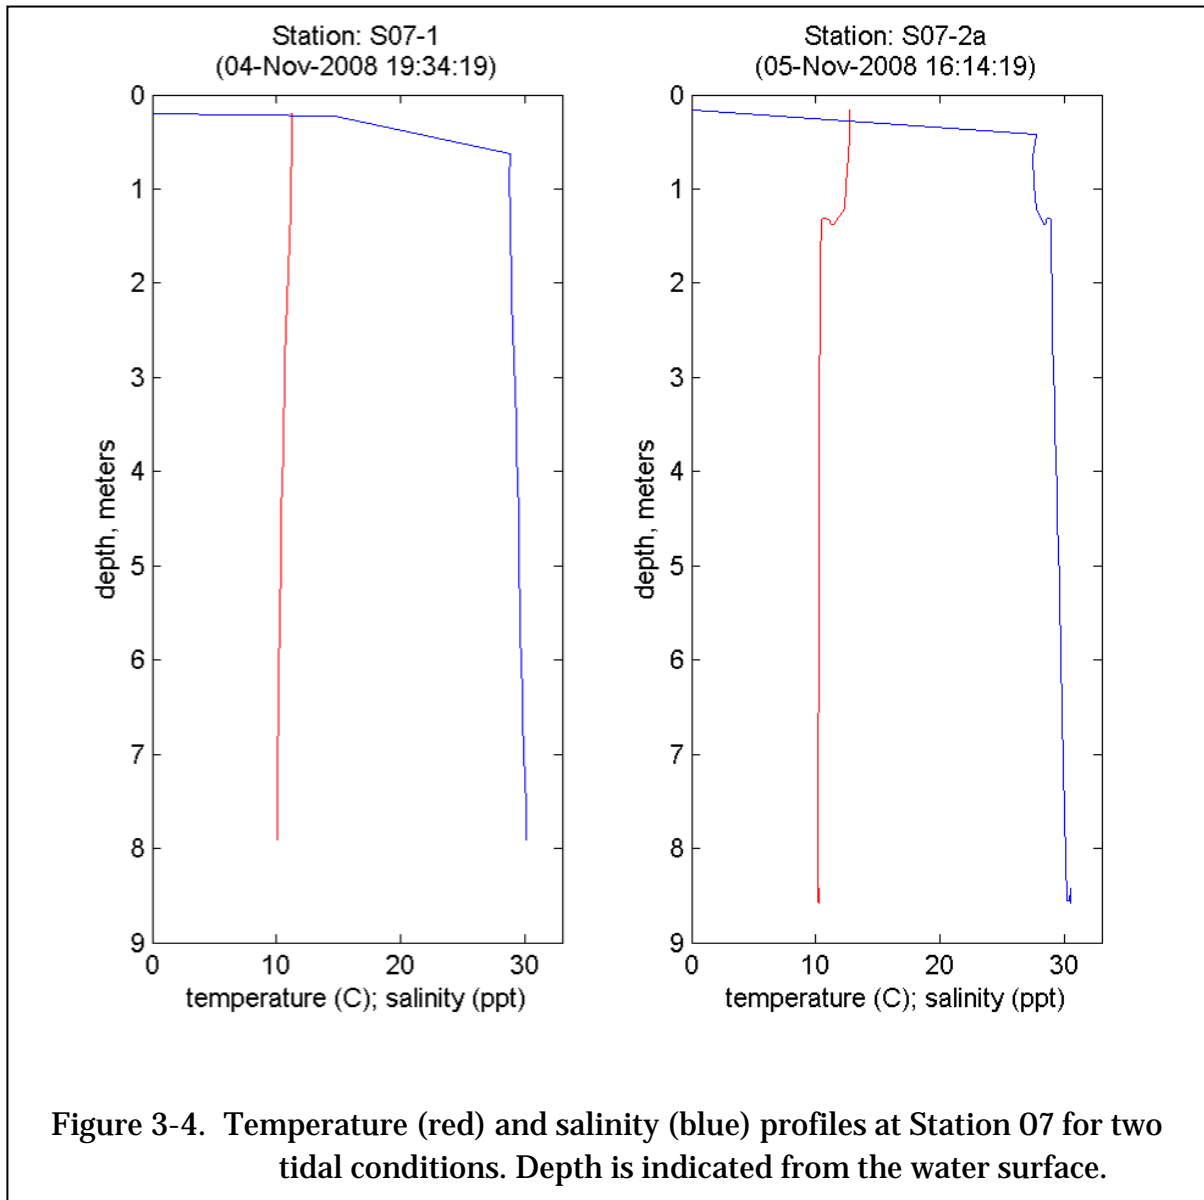 Station: S07-1
(04-Nov-2008 19:34:19)
0
1
2
3
4
5
6
7
8
9
depth, meters
0 10 20 30
temperature (C); salinity (ppt)
Station: S07-2a
(05-Nov-2008 16:14:19)
0
1
2
3
4
5
6
7
8
9
depth, meters
0 10 20 30
temperature (C); salinity (ppt)
Figure 3-4. Temperature (red) and salinity (blue) profiles at Station 07 for two
tidal conditions. Depth is indicated from the water surface.